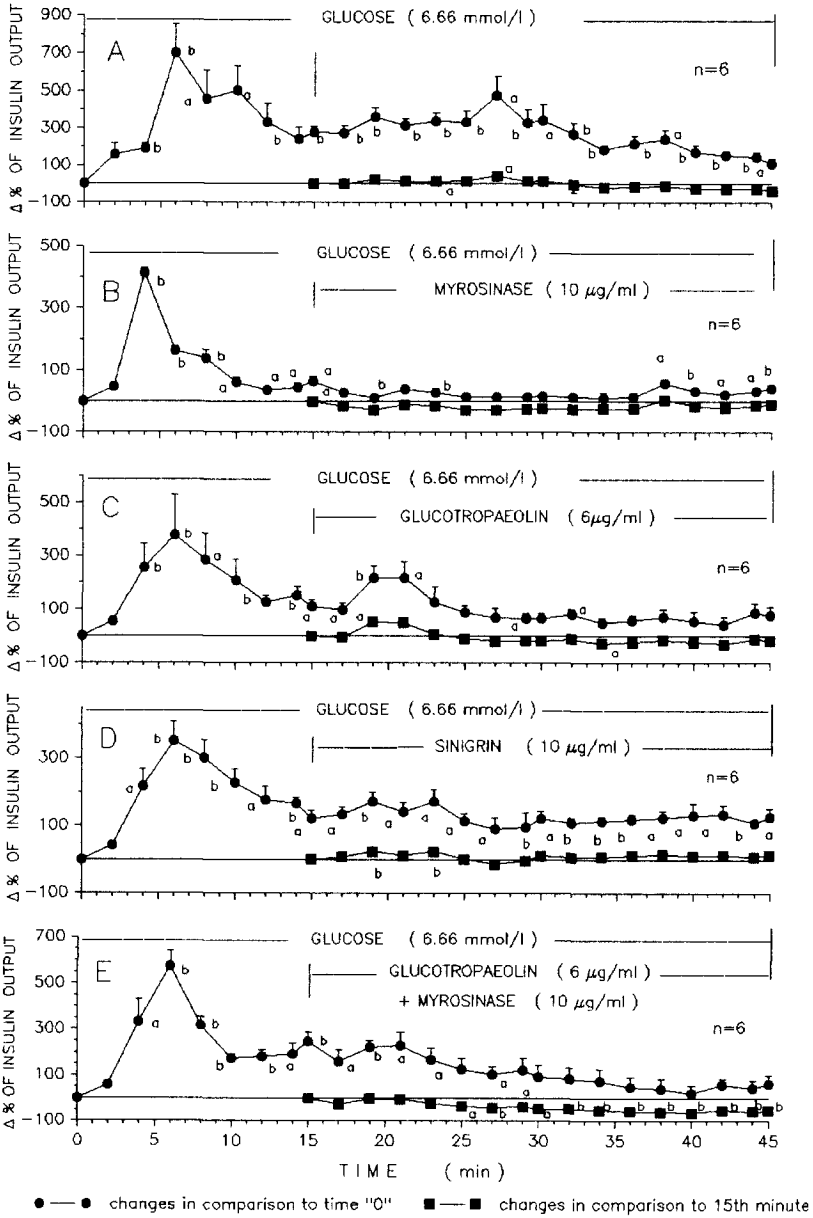 GLUCOSE ( 6.66 mmol/l )
A
n=6
900
700
500
300
100
−100
Δ % OF INSULIN OUTPUT
b
a
b
b
b
b
b
b
b
b
b
a
b
a
b
b
b
a
b
b
b
a
a
a
GLUCOSE ( 6.66 mmol/l )
MYROSINASE ( 10 µg/ml )
B
n=6
500
300
100
−100
Δ % OF INSULIN OUTPUT
b
b
b
a
a
a
a
a
b
b
a
b
a
a
b
GLUCOSE ( 6.66 mmol/l )
GLUCOTROPAEOLIN ( 6µg/ml )
C
n=6
500
300
100
−100
Δ % OF INSULIN OUTPUT
b
b
a
b
b
a
a
a
b
a
a
a
a
GLUCOSE ( 6.66 mmol/l )
SINIGRIN ( 10 µg/ml )
D
n=6
300
100
−100
Δ % OF INSULIN OUTPUT
a
b
b
b
a
b
a
a
b
a
a
a
a
a
b
a
b
b
b
a
a
a
b
a
b
b
GLUCOSE ( 6.66 mmol/l )
GLUCOTROPAEOLIN ( 6 µg/ml )
+ MYROSINASE ( 10 µg/ml )
E
n=6
700
500
300
100
−100
Δ % OF INSULIN OUTPUT
a
b
b
b
b
a
b
a
b
a
a
a
a
a
b
a
b
b
b
b
b
b
b
b
0 5 10 15 20 25 30 35 40 45
TIME (min)
●—● changes in comparison to time "0" ■—■ changes in comparison to 15th minute